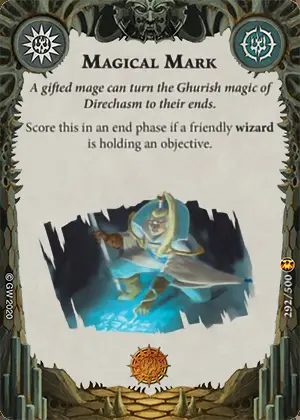 MAGICAL MARK
A gifted mage can turn the Ghurish magic of
Direchasm to their ends.
Score this in an end phase if a friendly wizard
is holding an objective.
© GW 2020
292/500